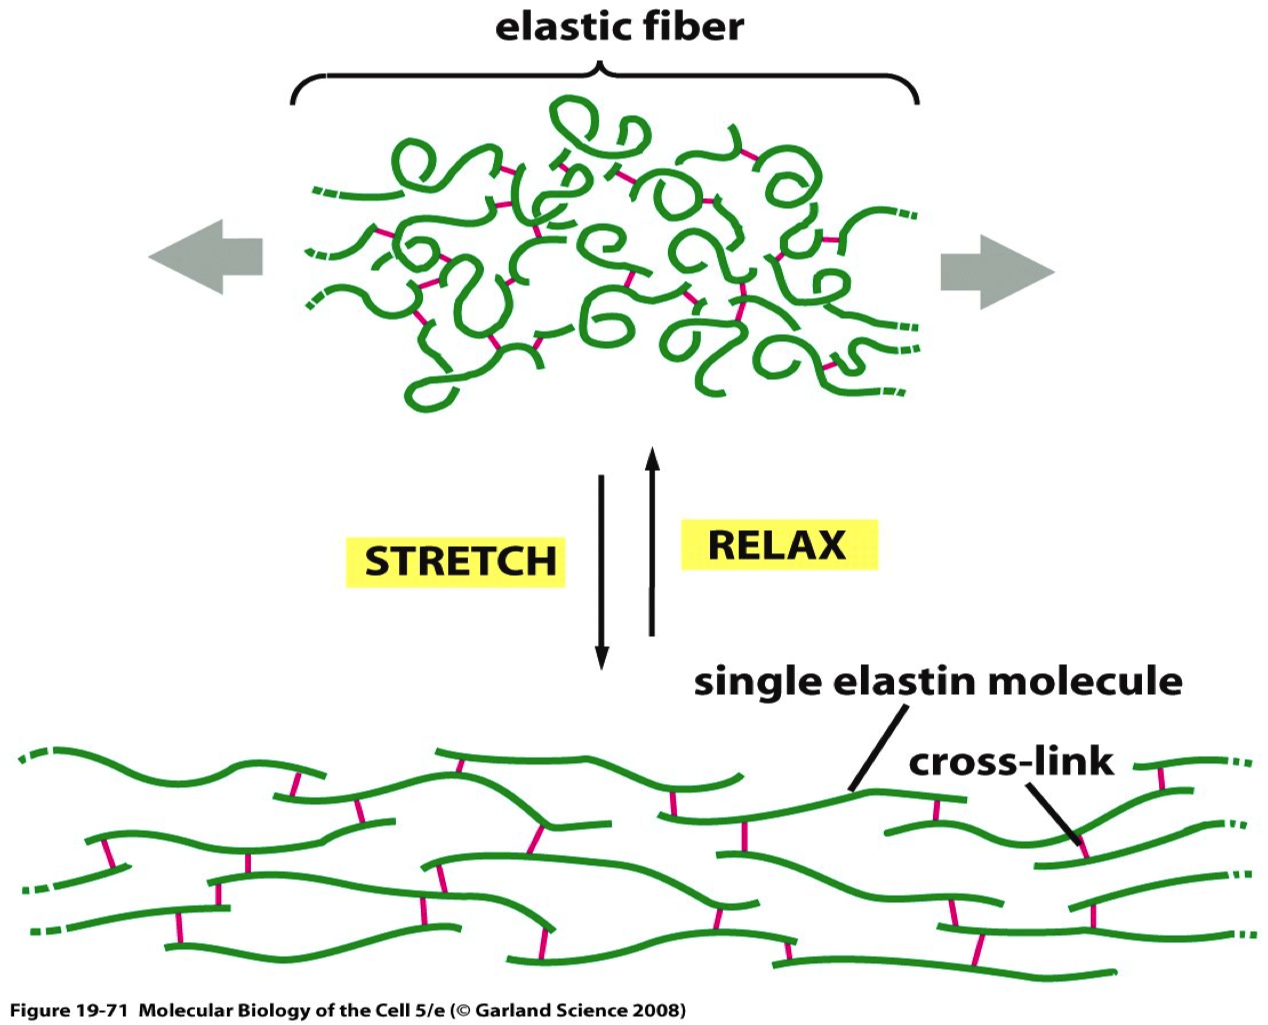 elastic fiber
STRETCH
RELAX
single elastin molecule
cross-link
Figure 19-71 Molecular Biology of the Cell 5/e (© Garland Science 2008)